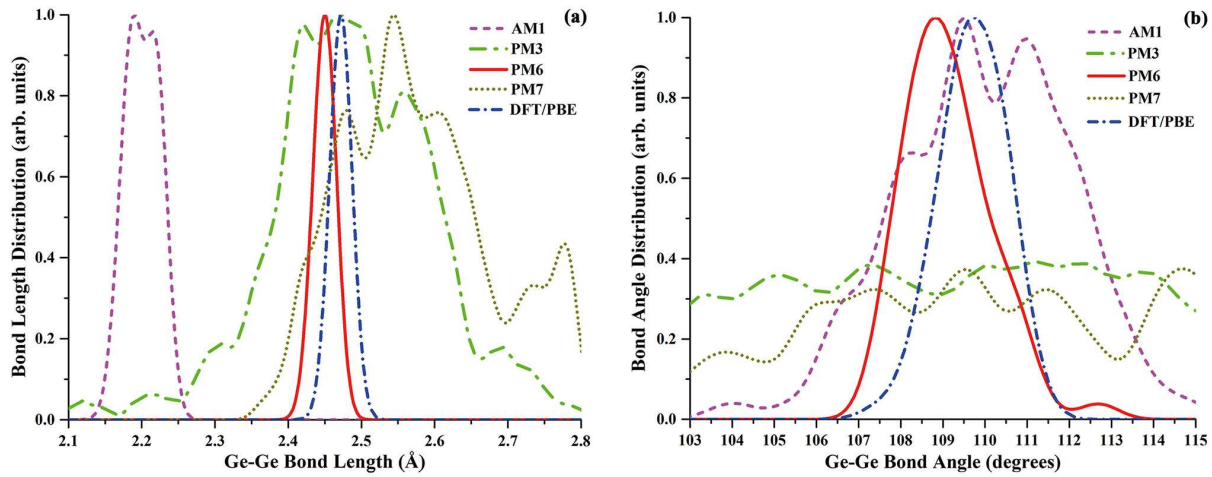 (a)
AM1
PM3
PM6
PM7
DFT/PBE
Bond Length Distribution (arb. units)
1.0
0.8
0.6
0.4
0.2
0.0
2.1 2.2 2.3 2.4 2.5 2.6 2.7 2.8
Ge-Ge Bond Length (Å)
(b)
AM1
PM3
PM6
PM7
DFT/PBE
Bond Angle Distribution (arb. units)
1.0
0.8
0.6
0.4
0.2
0.0
103 104 105 106 107 108 109 110 111 112 113 114 115
Ge-Ge Bond Angle (degrees)